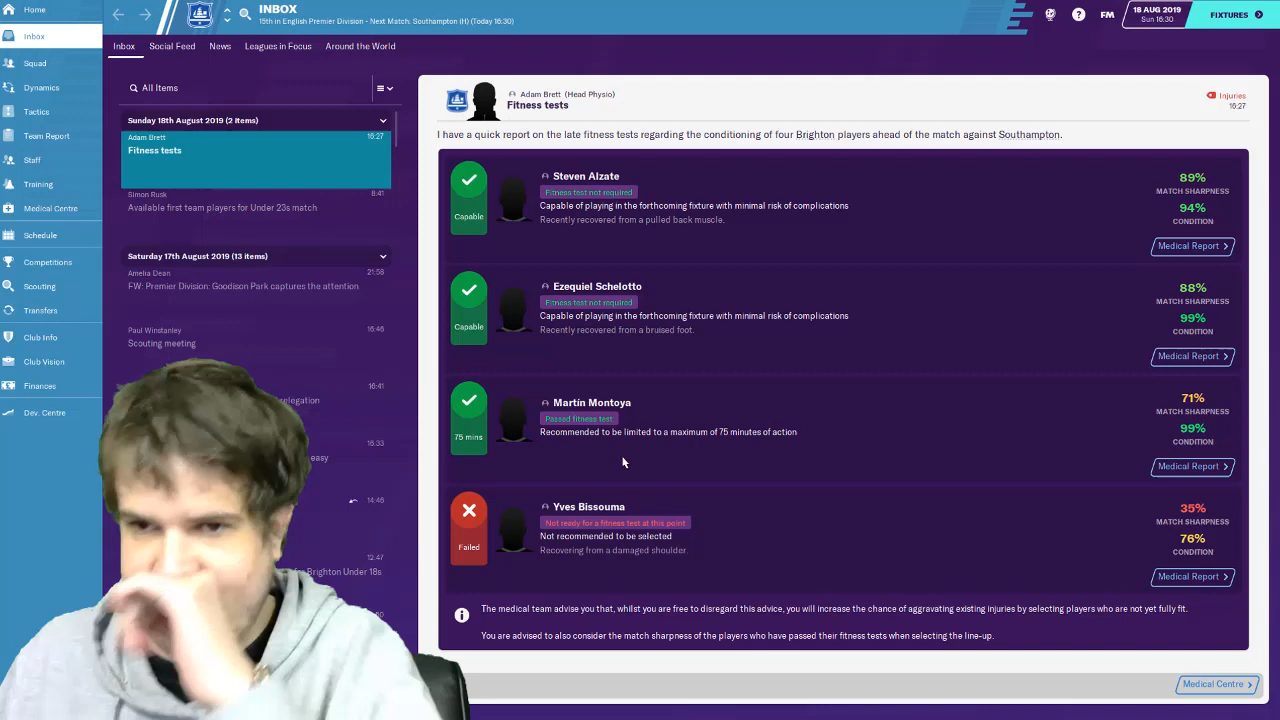 Home
Inbox
Squad
Dynamics
Tactics
Team Report
Staff
Training
Medical Centre
Schedule
Competitions
Scouting
Transfers
Club Info
Club Vision
Finances
Dev. Centre
INBOX
15th in English Premier Division - Next Match: Southampton (H) (Today 16:30)
FM
18 AUG 2019
Sun 16:30
FIXTURES
Inbox
Social Feed
News
Leagues in Focus
Around the World
All Items
Sunday 18th August 2019 (2 items)
Adam Brett
16:27
Fitness tests
Simon Rusk
8:41
Available first team players for Under 23s match
Saturday 17th August 2019 (13 items)
Amelia Dean
21:58
FW: Premier Division: Goodison Park captures the attention
Paul Winstanley
16:46
Scouting meeting
16:41
elegation
16:33
easy
14:46
12:47
for Brighton Under 18s
Adam Brett (Head Physio)
Fitness tests
Injuries
16:27
I have a quick report on the late fitness tests regarding the conditioning of four Brighton players ahead of the match against Southampton.
Capable
Steven Alzate
Fitness test not required
Capable of playing in the forthcoming fixture with minimal risk of complications
Recently recovered from a pulled back muscle.
89%
MATCH SHARPNESS
94%
CONDITION
Medical Report
Capable
Ezequiel Schelotto
Fitness test not required
Capable of playing in the forthcoming fixture with minimal risk of complications
Recently recovered from a bruised foot.
88%
MATCH SHARPNESS
99%
CONDITION
Medical Report
75 mins
Martín Montoya
Passed fitness test
Recommended to be limited to a maximum of 75 minutes of action
71%
MATCH SHARPNESS
99%
CONDITION
Medical Report
Failed
Yves Bissouma
Not ready for a fitness test at this point
Not recommended to be selected
Recovering from a damaged shoulder.
35%
MATCH SHARPNESS
76%
CONDITION
Medical Report
The medical team advise you that, whilst you are free to disregard this advice, you will increase the chance of aggravating existing injuries by selecting players who are not yet fully fit.
You are advised to also consider the match sharpness of the players who have passed their fitness tests when selecting the line-up.
Medical Centre